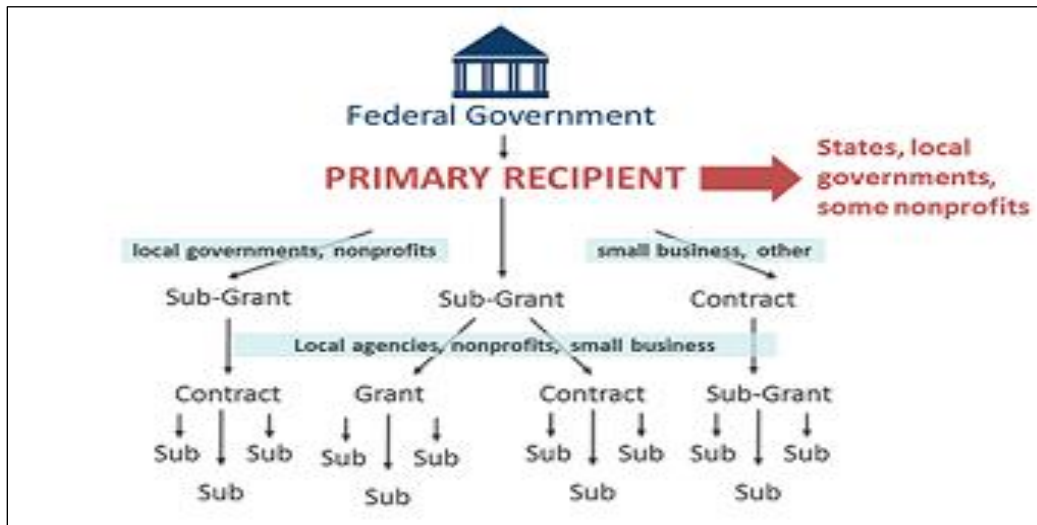 Federal Government
PRIMARY RECIPIENT
States, local
governments,
some nonprofits
local governments, nonprofits
small business, other
Sub-Grant
Sub-Grant
Contract
Local agencies, nonprofits, small business
Contract
Grant
Contract
Sub-Grant
Sub
Sub
Sub
Sub
Sub
Sub
Sub
Sub
Sub
Sub
Sub
Sub